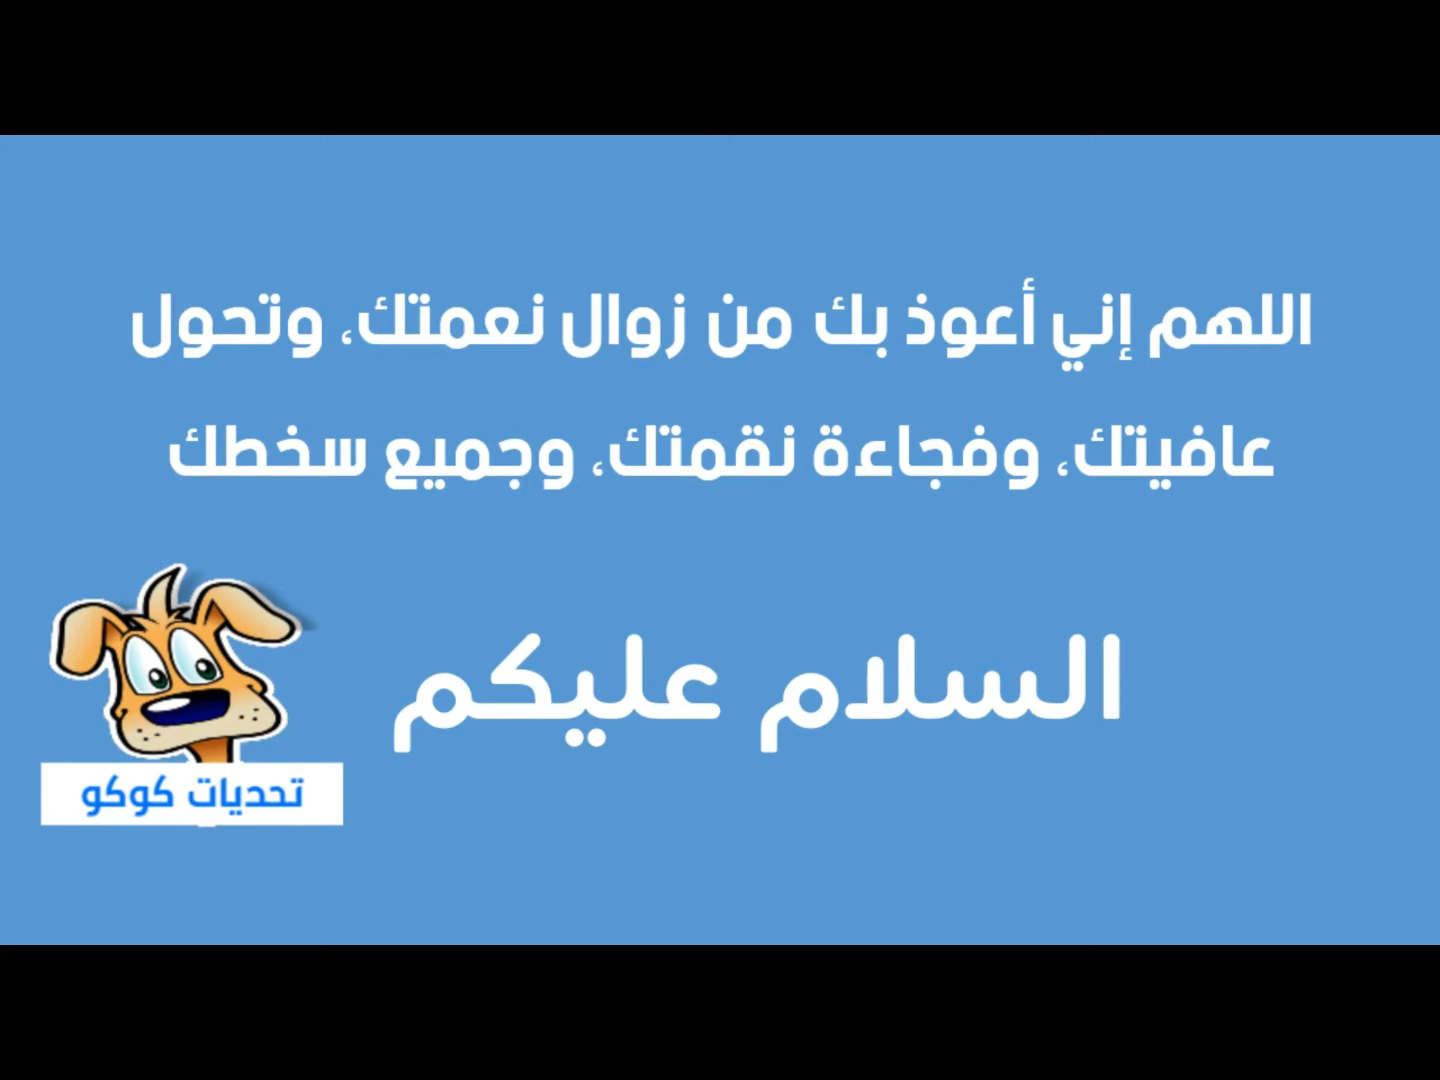 اللهم إني أعوذ بك من زوال نعمتك، وتحول
عافيتك، وفجاءة نقمتك، وجميع سخطك
السلام عليكم
تحديات كوكو